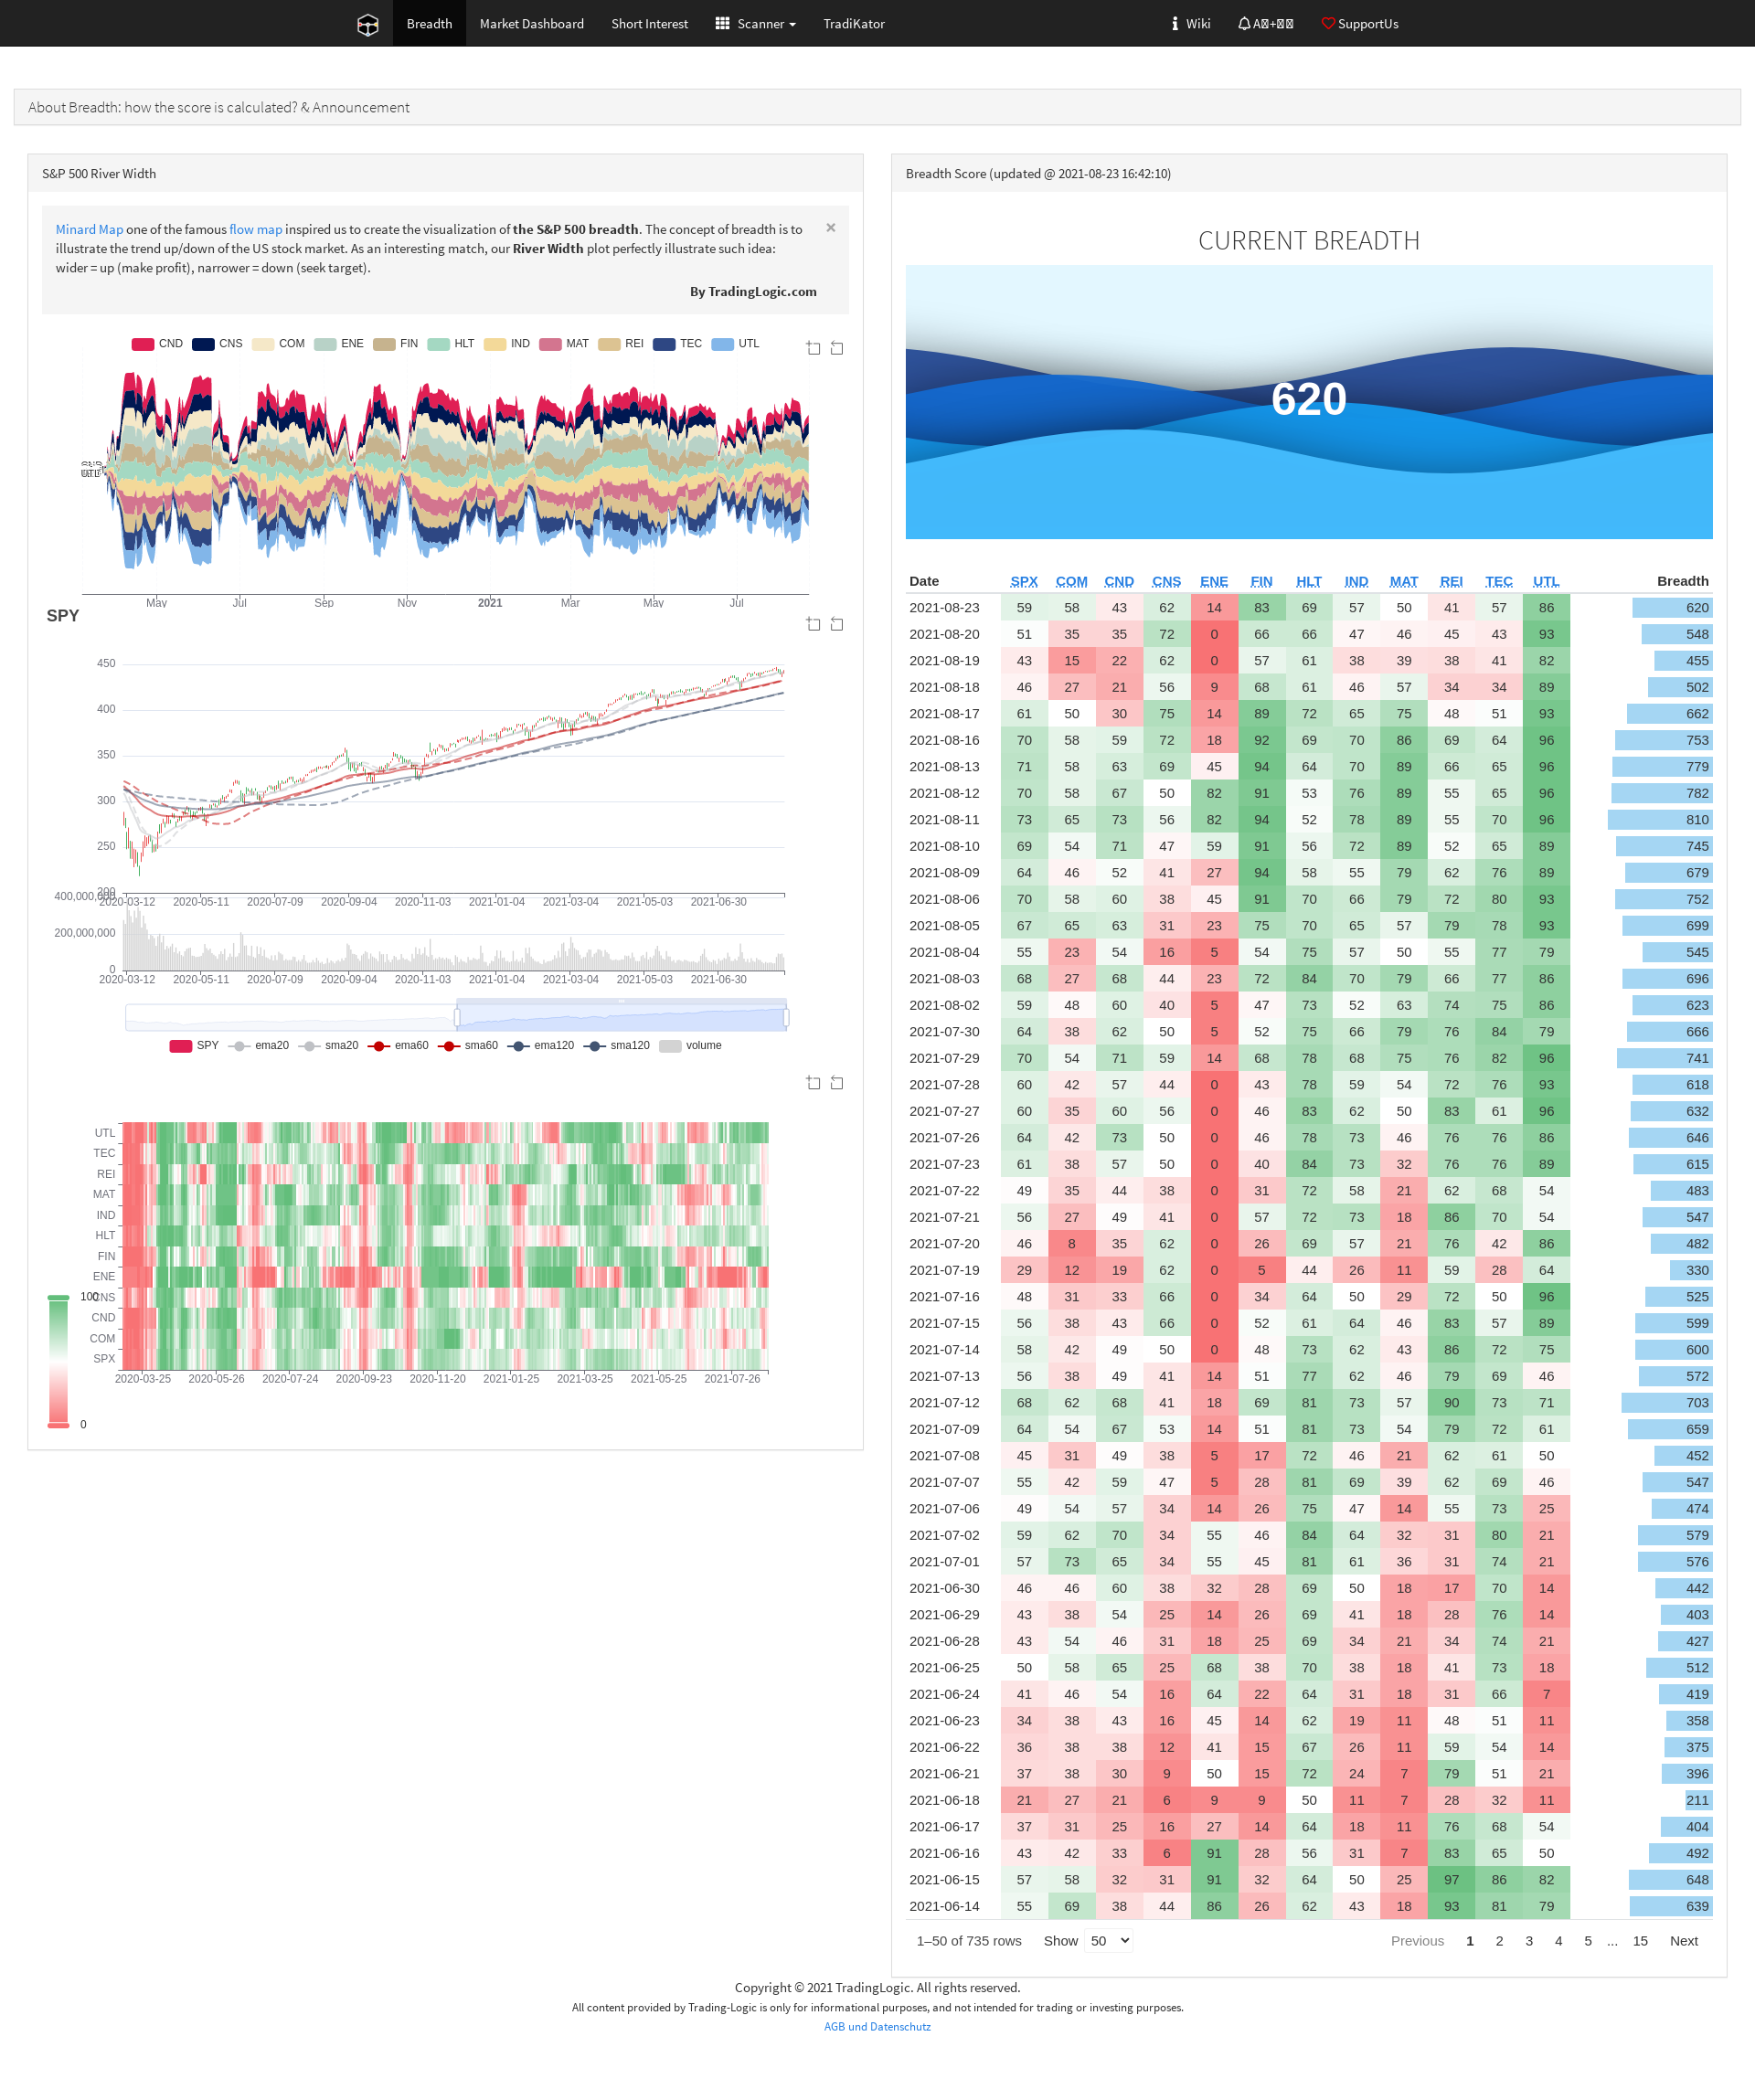 Breadth Market Dashboard Short Interest Scanner TradiKator Wiki SupportUs
About Breadth: how the score is calculated? & Announcement
S&P 500 River Width
Minard Map one of the famous flow map inspired us to create the visualization of the S&P 500 breadth. The concept of breadth is to
illustrate the trend up/down of the US stock market. As an interesting match, our River Width plot perfectly illustrate such idea:
wider = up (make profit), narrower = down (seek target).
By TradingLogic.com
×
CND CNS COM ENE FIN HLT IND MAT REI TEC UTL
UTL
May Jul Sep Nov 2021 Mar May Jul
SPY
450
400
350
300
250
200
2020-03-12 2020-05-11 2020-07-09 2020-09-04 2020-11-03 2021-01-04 2021-03-04 2021-05-03 2021-06-30
400,000,000
200,000,000
0
2020-03-12 2020-05-11 2020-07-09 2020-09-04 2020-11-03 2021-01-04 2021-03-04 2021-05-03 2021-06-30
SPY ema20 sma20 ema60 sma60 ema120 sma120 volume
UTL
TEC
REI
MAT
IND
HLT
FIN
ENE
CNS
CND
COM
SPX
2020-03-25 2020-05-26 2020-07-24 2020-09-23 2020-11-20 2021-01-25 2021-03-25 2021-05-25 2021-07-26
100
0
Breadth Score (updated @ 2021-08-23 16:42:10)
CURRENT BREADTH
620
Date SPX COM CND CNS ENE FIN HLT IND MAT REI TEC UTL Breadth
2021-08-23 59 58 43 62 14 83 69 57 50 41 57 86 620
2021-08-20 51 35 35 72 0 66 66 47 46 45 43 93 548
2021-08-19 43 15 22 62 0 57 61 38 39 38 41 82 455
2021-08-18 46 27 21 56 9 68 61 46 57 34 34 89 502
2021-08-17 61 50 30 75 14 89 72 65 75 48 51 93 662
2021-08-16 70 58 59 72 18 92 69 70 86 69 64 96 753
2021-08-13 71 58 63 69 45 94 64 70 89 66 65 96 779
2021-08-12 70 58 67 50 82 91 53 76 89 55 65 96 782
2021-08-11 73 65 73 56 82 94 52 78 89 55 70 96 810
2021-08-10 69 54 71 47 59 91 56 72 89 52 65 89 745
2021-08-09 64 46 52 41 27 94 58 55 79 62 76 89 679
2021-08-06 70 58 60 38 45 91 70 66 79 72 80 93 752
2021-08-05 67 65 63 31 23 75 70 65 57 79 78 93 699
2021-08-04 55 23 54 16 5 54 75 57 50 55 77 79 545
2021-08-03 68 27 68 44 23 72 84 70 79 66 77 86 696
2021-08-02 59 48 60 40 5 47 73 52 63 74 75 86 623
2021-07-30 64 38 62 50 5 52 75 66 79 76 84 79 666
2021-07-29 70 54 71 59 14 68 78 68 75 76 82 96 741
2021-07-28 60 42 57 44 0 43 78 59 54 72 76 93 618
2021-07-27 60 35 60 56 0 46 83 62 50 83 61 96 632
2021-07-26 64 42 73 50 0 46 78 73 46 76 76 86 646
2021-07-23 61 38 57 50 0 40 84 73 32 76 76 89 615
2021-07-22 49 35 44 38 0 31 72 58 21 62 68 54 483
2021-07-21 56 27 49 41 0 57 72 73 18 86 70 54 547
2021-07-20 46 8 35 62 0 26 69 57 21 76 42 86 482
2021-07-19 29 12 19 62 0 5 44 26 11 59 28 64 330
2021-07-16 48 31 33 66 0 34 64 50 29 72 50 96 525
2021-07-15 56 38 43 66 0 52 61 64 46 83 57 89 599
2021-07-14 58 42 49 50 0 48 73 62 43 86 72 75 600
2021-07-13 56 38 49 41 14 51 77 62 46 79 69 46 572
2021-07-12 68 62 68 41 18 69 81 73 57 90 73 71 703
2021-07-09 64 54 67 53 14 51 81 73 54 79 72 61 659
2021-07-08 45 31 49 38 5 17 72 46 21 62 61 50 452
2021-07-07 55 42 59 47 5 28 81 69 39 62 69 46 547
2021-07-06 49 54 57 34 14 26 75 47 14 55 73 25 474
2021-07-02 59 62 70 34 55 46 84 64 32 31 80 21 579
2021-07-01 57 73 65 34 55 45 81 61 36 31 74 21 576
2021-06-30 46 46 60 38 32 28 69 50 18 17 70 14 442
2021-06-29 43 38 54 25 14 26 69 41 18 28 76 14 403
2021-06-28 43 54 46 31 18 25 69 34 21 34 74 21 427
2021-06-25 50 58 65 25 68 38 70 38 18 41 73 18 512
2021-06-24 41 46 54 16 64 22 64 31 18 31 66 7 419
2021-06-23 34 38 43 16 45 14 62 19 11 48 51 11 358
2021-06-22 36 38 38 12 41 15 67 26 11 59 54 14 375
2021-06-21 37 38 30 9 50 15 72 24 7 79 51 21 396
2021-06-18 21 27 21 6 9 9 50 11 7 28 32 11 211
2021-06-17 37 31 25 16 27 14 64 18 11 76 68 54 404
2021-06-16 43 42 33 6 91 28 56 31 7 83 65 50 492
2021-06-15 57 58 32 31 91 32 64 50 25 97 86 82 648
2021-06-14 55 69 38 44 86 26 62 43 18 93 81 79 639
1–50 of 735 rows Show 50 Previous 1 2 3 4 5 ... 15 Next
Copyright © 2021 TradingLogic. All rights reserved.
All content provided by Trading-Logic is only for informational purposes, and not intended for trading or investing purposes.
AGB und Datenschutz